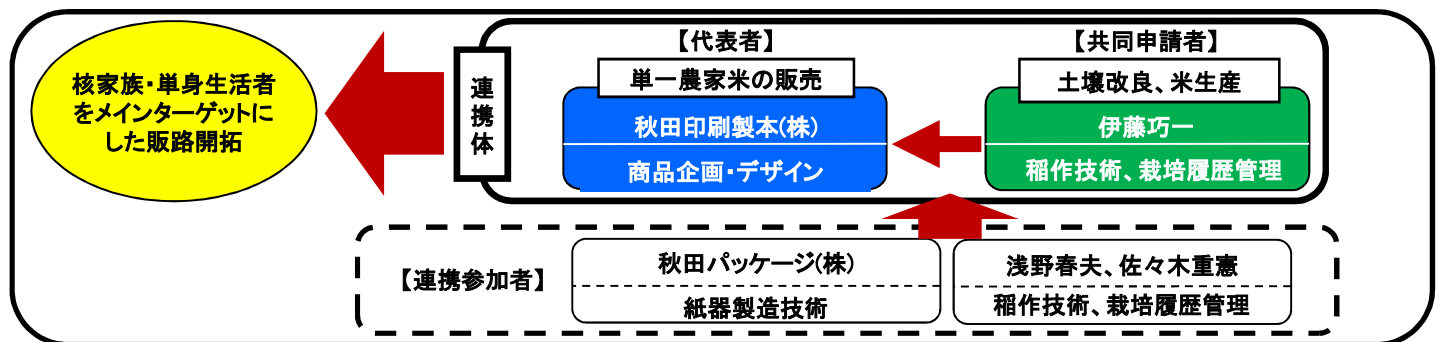 核家族・単身生活者
をメインターゲットに
した販路開拓
連携体
【代表者】
単一農家米の販売
秋田印刷製本(株)
商品企画・デザイン
【共同申請者】
土壌改良、米生産
伊藤巧一
稲作技術、栽培履歴管理
【連携参加者】
秋田パッケージ(株)
紙器製造技術
浅野春夫、佐々木重憲
稲作技術、栽培履歴管理